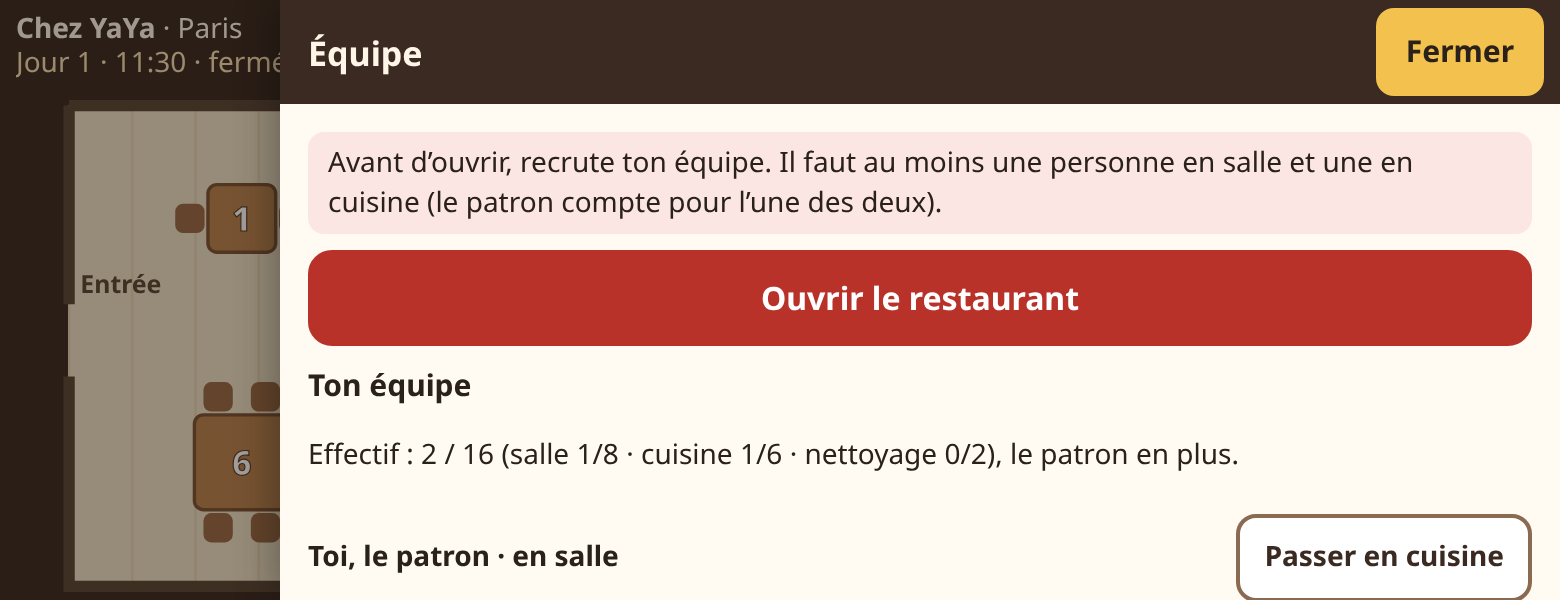 Chez YaYa · Paris
Jour 1 · 11:30 · fermé
Équipe
Fermer
Avant d’ouvrir, recrute ton équipe. Il faut au moins une personne en salle et une en
cuisine (le patron compte pour l’une des deux).
Ouvrir le restaurant
Ton équipe
Effectif : 2 / 16 (salle 1/8 · cuisine 1/6 · nettoyage 0/2), le patron en plus.
Toi, le patron · en salle
Passer en cuisine
1
Entrée
6